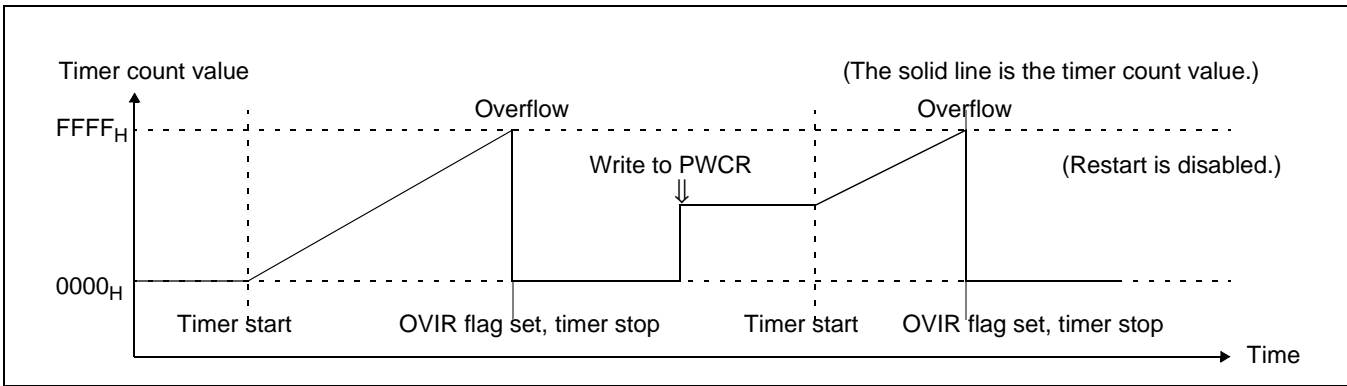 Timer count value
(The solid line is the timer count value.)
Overflow
Overflow
FFFFH
Write to PWCR
(Restart is disabled.)
⇓
0000H
Timer start
OVIR flag set, timer stop
Timer start
OVIR flag set, timer stop
Time